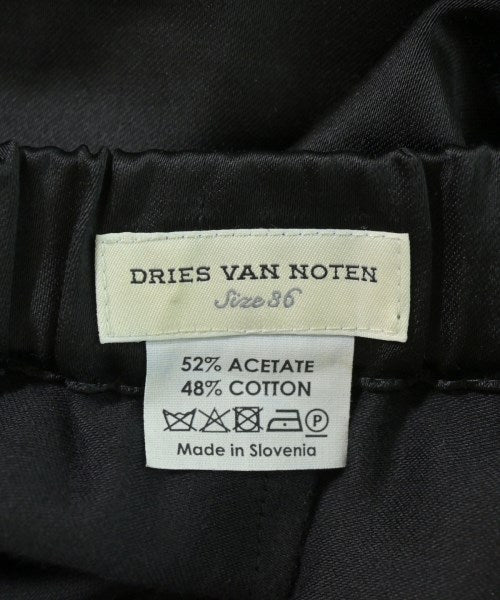 DRIES VAN NOTEN
Size 36
52% ACETATE
48% COTTON
P
Made in Slovenia